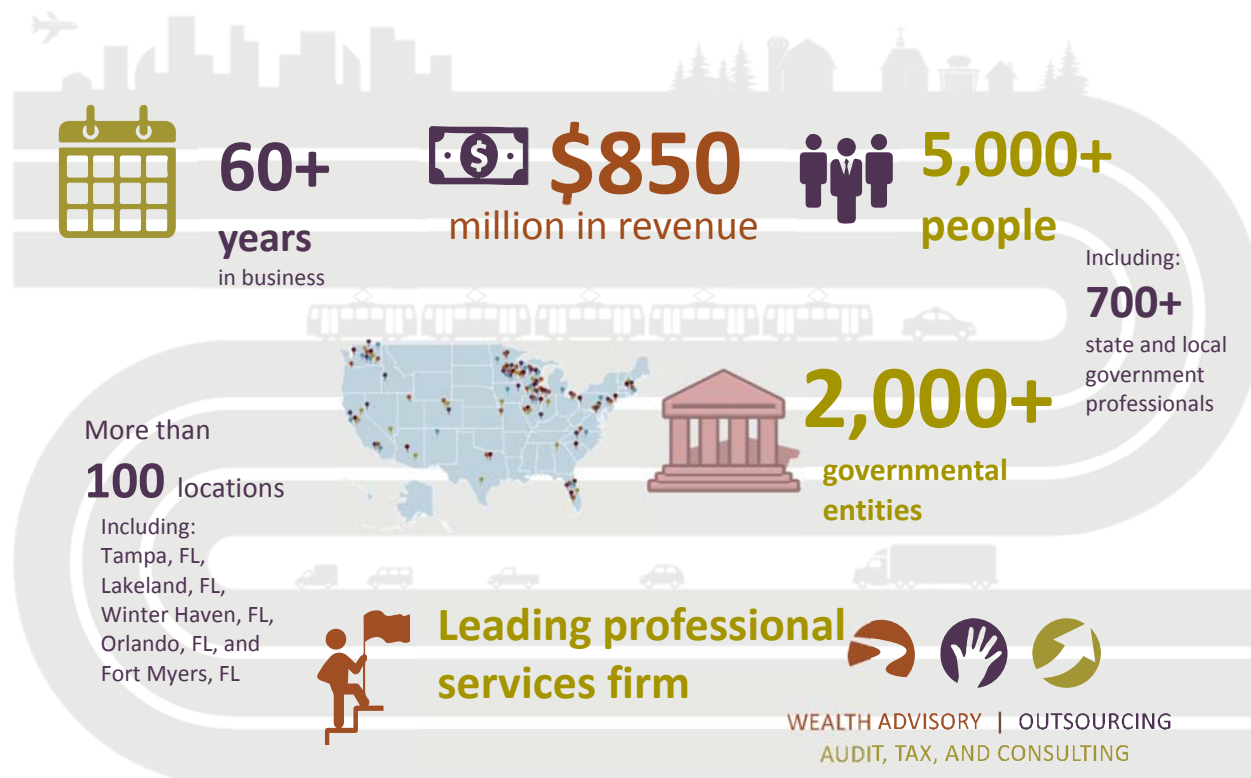 60+
years
in business
$850
million in revenue
5,000+
people
Including:
700+
state and local
government
professionals
2,000+
governmental
entities
More than
100 locations
Including:
Tampa, FL,
Lakeland, FL,
Winter Haven, FL,
Orlando, FL, and
Fort Myers, FL
Leading professional
services firm
WEALTH ADVISORY | OUTSOURCING
AUDIT, TAX, AND CONSULTING